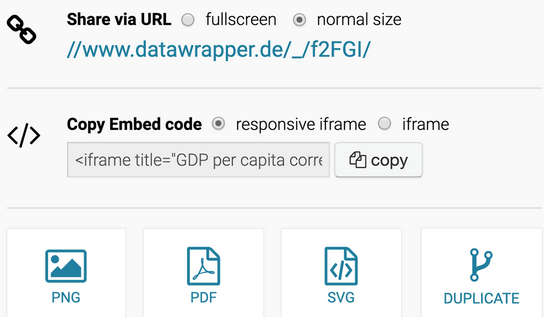 Share via URL fullscreen normal size
//www.datawrapper.de/_/f2FGI/
Copy Embed code responsive iframe iframe
<iframe title="GDP per capita corre copy
PNG PDF SVG DUPLICATE